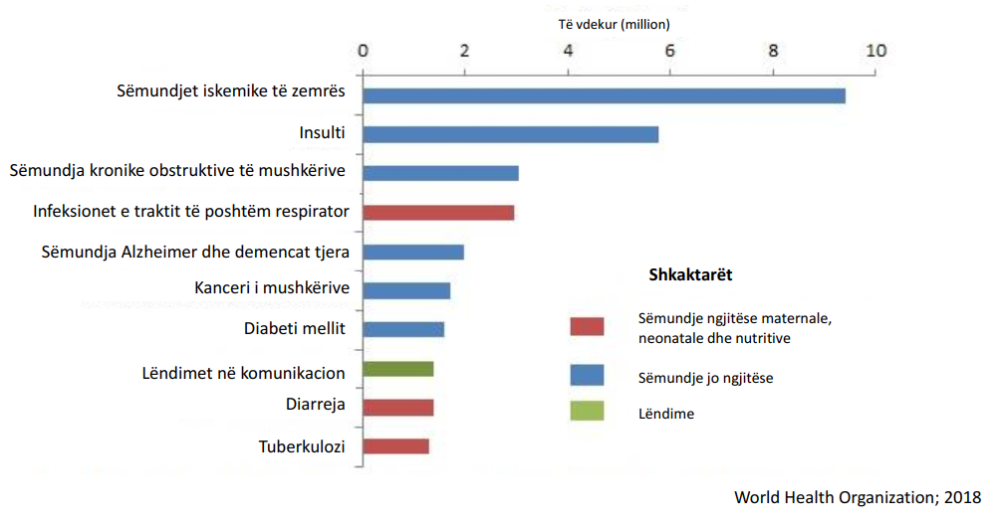 Të vdekur (million)
0 2 4 6 8 10
Sëmundjet iskemike të zemrës
Insulti
Sëmundja kronike obstruktive të mushkërive
Infeksionet e traktit të poshtëm respirator
Sëmundja Alzheimer dhe demencat tjera
Kanceri i mushkërive
Diabeti mellit
Lëndimet në komunikacion
Diarreja
Tuberkulozi
Shkaktarët
Sëmundje ngjitëse maternale,
neonatale dhe nutritive
Sëmundje jo ngjitëse
Lëndime
World Health Organization; 2018